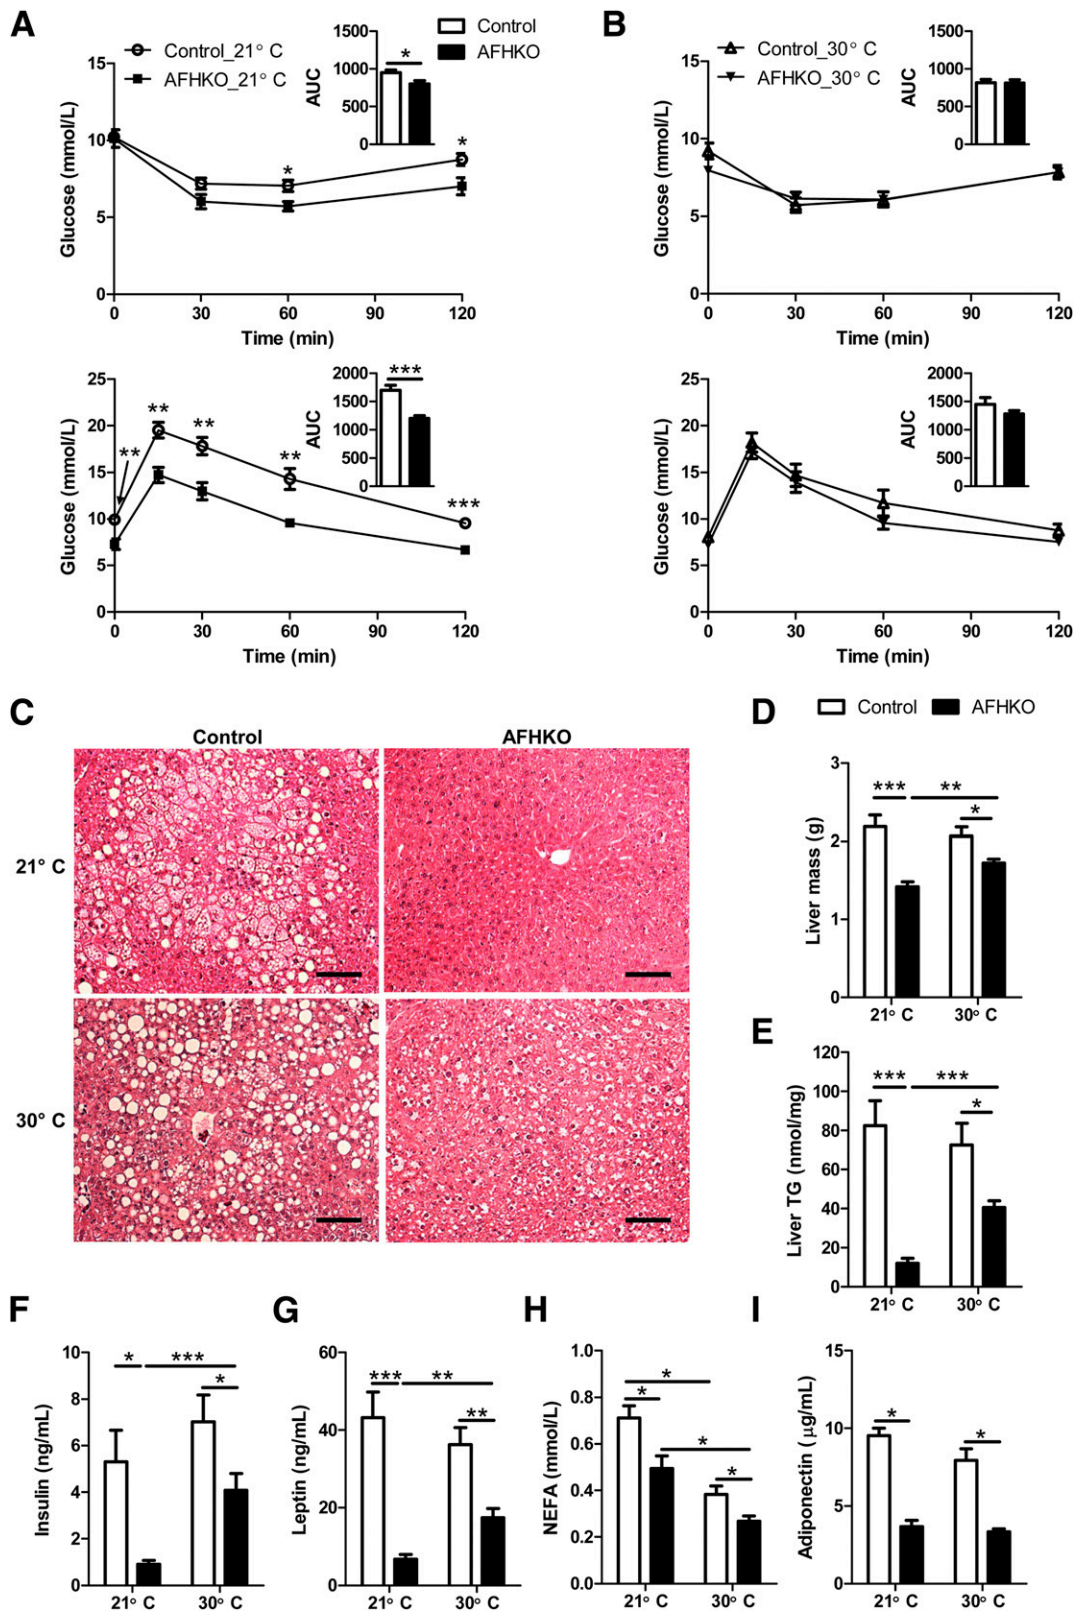 A
Control_21° C
AFHKO_21° C
Glucose (mmol/L)
15
10
5
0
0 30 60 90 120
Time (min)
*
*
AUC
1500
1000
500
0
*
Control
AFHKO
B
Control_30° C
AFHKO_30° C
Glucose (mmol/L)
15
10
5
0
0 30 60 90 120
Time (min)
AUC
1500
1000
500
0
Glucose (mmol/L)
25
20
15
10
5
0
0 30 60 90 120
Time (min)
**
**
**
**
***
AUC
2000
1500
1000
500
0
***
Glucose (mmol/L)
25
20
15
10
5
0
0 30 60 90 120
Time (min)
AUC
2000
1500
1000
500
0
C
Control AFHKO
21° C
30° C
D
Control AFHKO
Liver mass (g)
3
2
1
0
*** **
*
21° C 30° C
E
Liver TG (nmol/mg)
120
100
80
60
40
20
0
*** ***
*
21° C 30° C
F
Insulin (ng/mL)
10
8
6
4
2
0
* ***
*
21° C 30° C
G
Leptin (ng/mL)
60
40
20
0
*** **
**
21° C 30° C
H
NEFA (mmol/L)
1.0
0.8
0.6
0.4
0.2
0.0
*
*
*
*
21° C 30° C
I
Adiponectin (μg/mL)
15
10
5
0
*
*
21° C 30° C